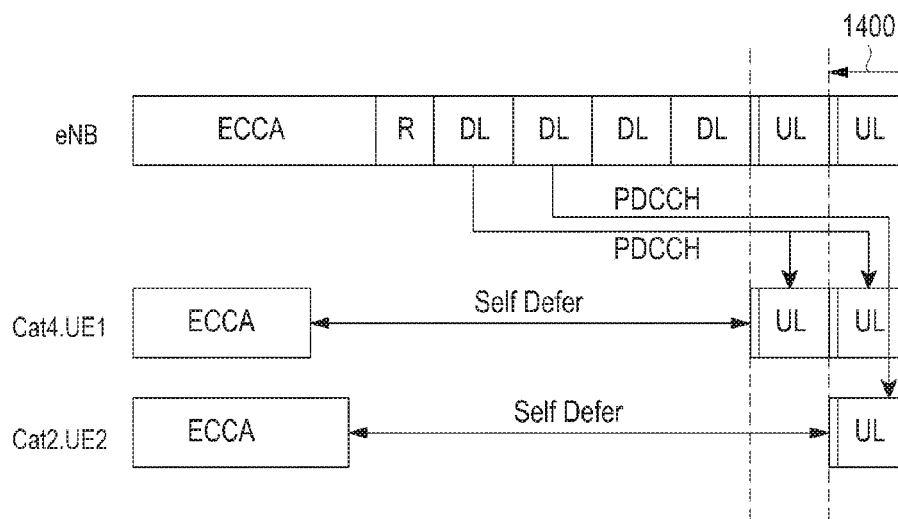 1400
eNB ECCA R DL DL DL DL UL UL
PDCCH
PDCCH
Cat4.UE1 ECCA Self Defer UL UL
Cat2.UE2 ECCA Self Defer UL